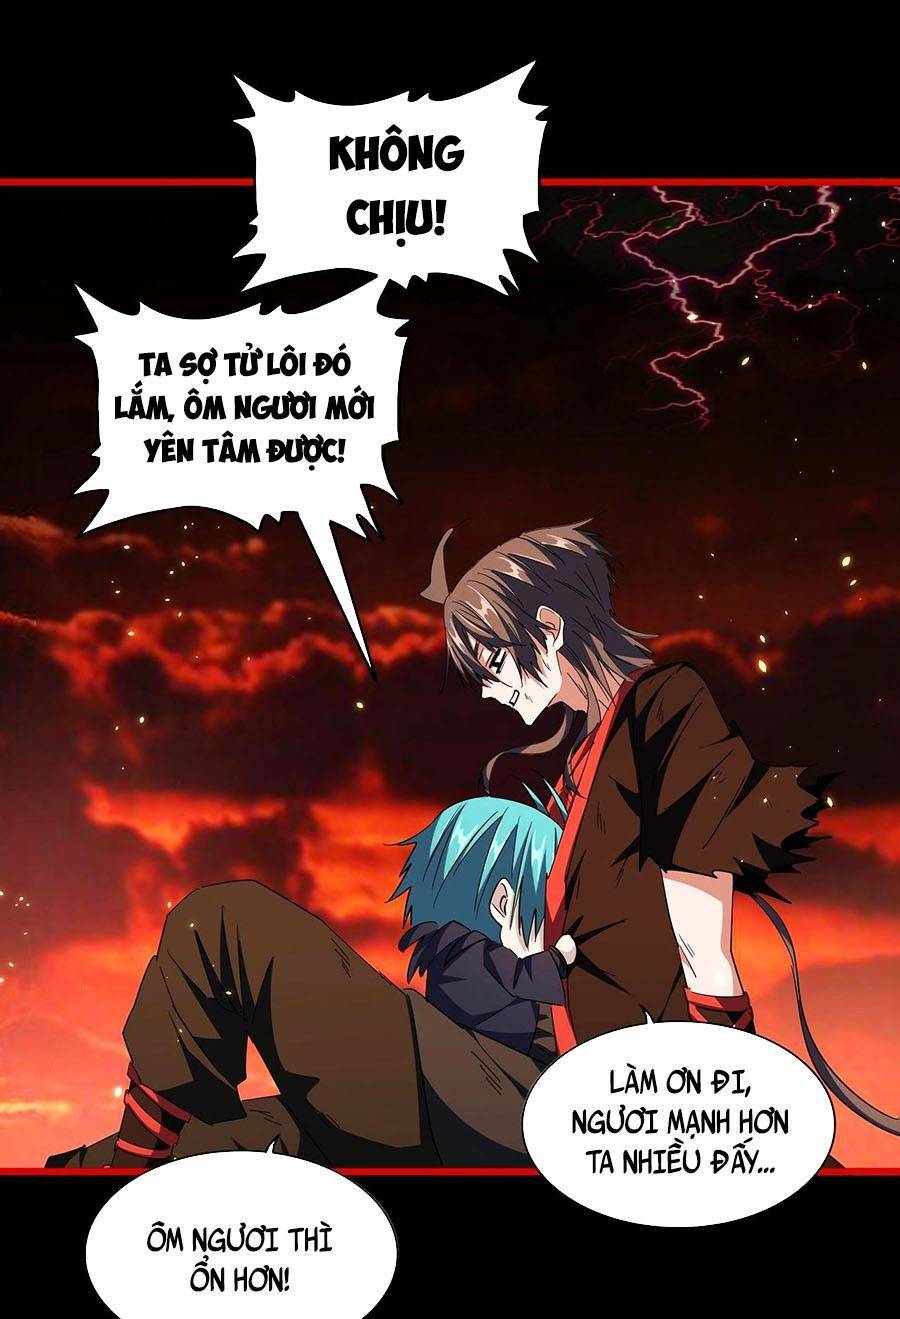 KHÔNG
CHỊU!
TA SỢ TỬ LÔI ĐÓ
LẮM, ÔM NGƯƠI MỚI
YÊN TÂM ĐƯỢC!
LÀM ƠN ĐI,
NGƯƠI MẠNH HƠN
TA NHIỀU ĐẤY...
ÔM NGƯƠI THÌ
ỔN HƠN!